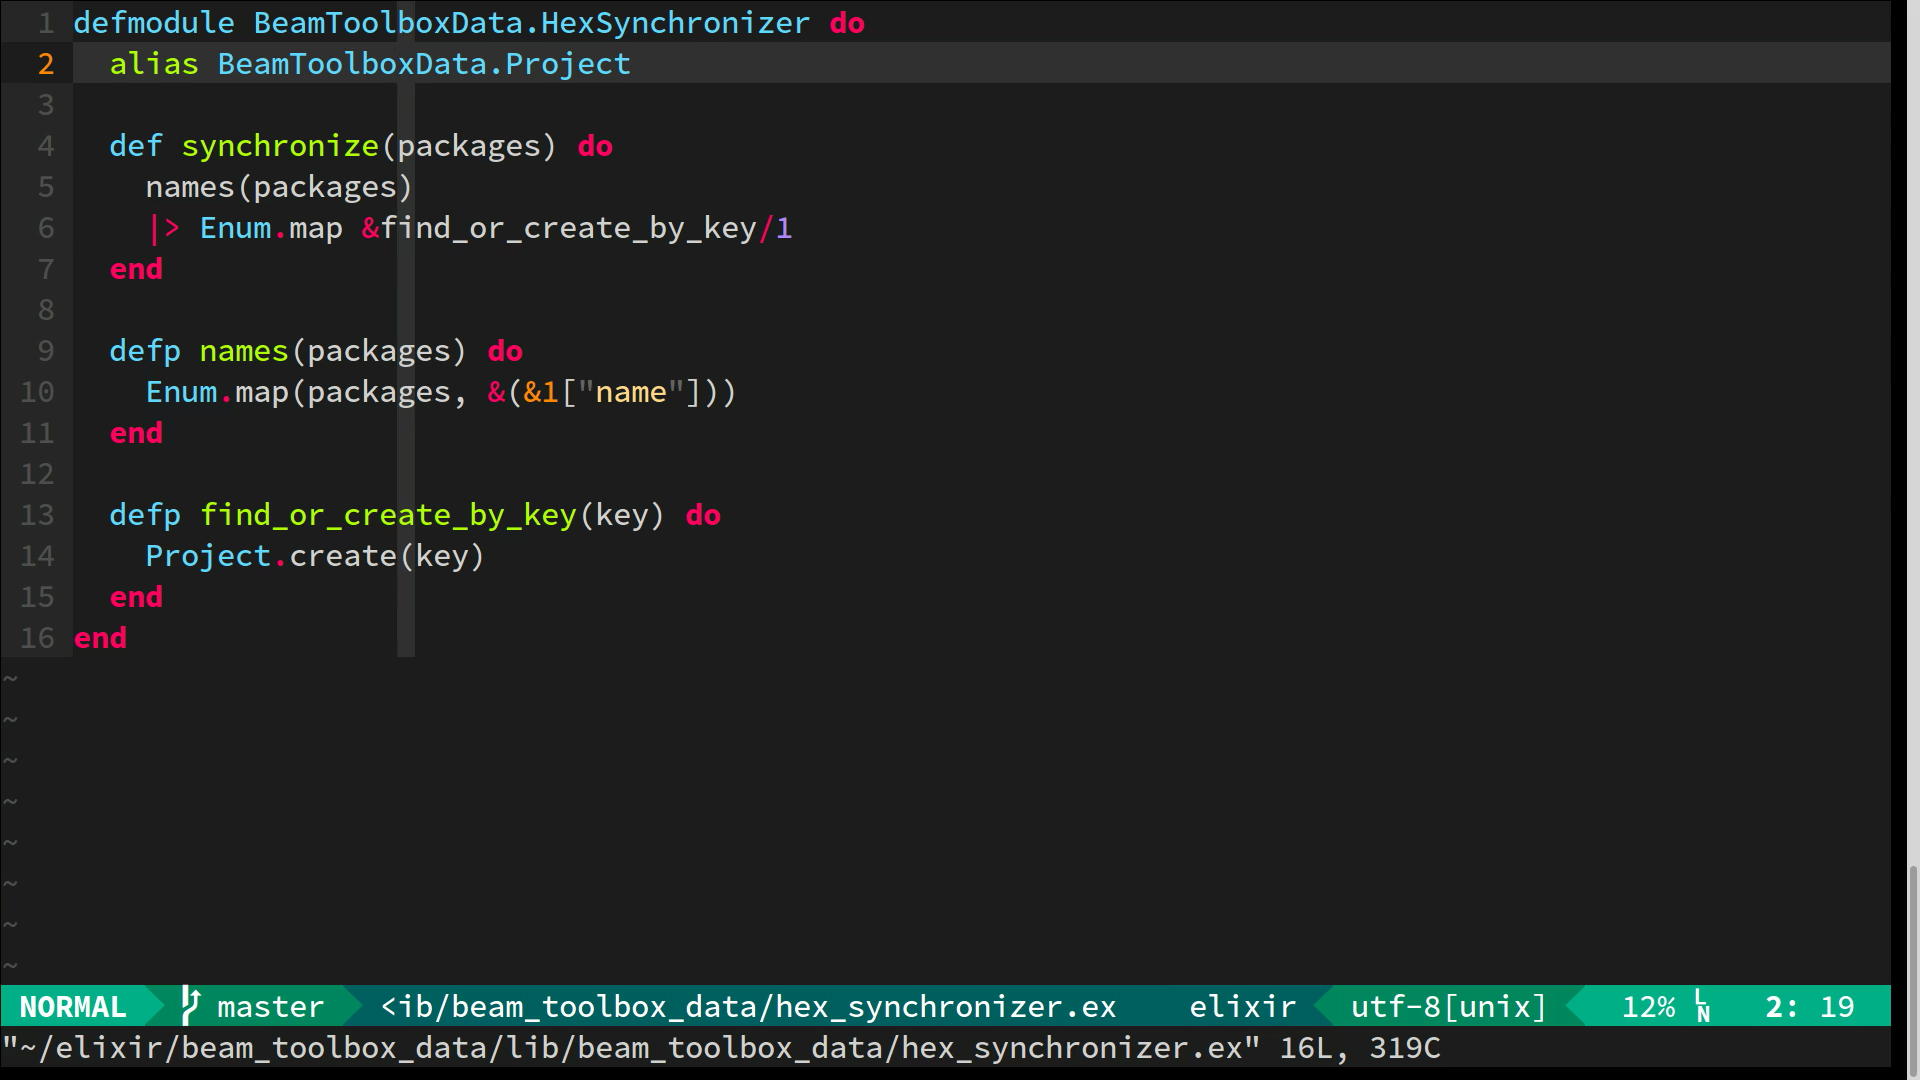 1 defmodule BeamToolboxData.HexSynchronizer do
2   alias BeamToolboxData.Project
3
4   def synchronize(packages) do
5     names(packages)
6     |> Enum.map &find_or_create_by_key/1
7   end
8
9   defp names(packages) do
10     Enum.map(packages, &(&1["name"]))
11   end
12
13   defp find_or_create_by_key(key) do
14     Project.create(key)
15   end
16 end
~
~
~
~
~
~
~
~
NORMAL master <ib/beam_toolbox_data/hex_synchronizer.ex elixir utf-8[unix] 12% LN 2: 19
"~/elixir/beam_toolbox_data/lib/beam_toolbox_data/hex_synchronizer.ex" 16L, 319C